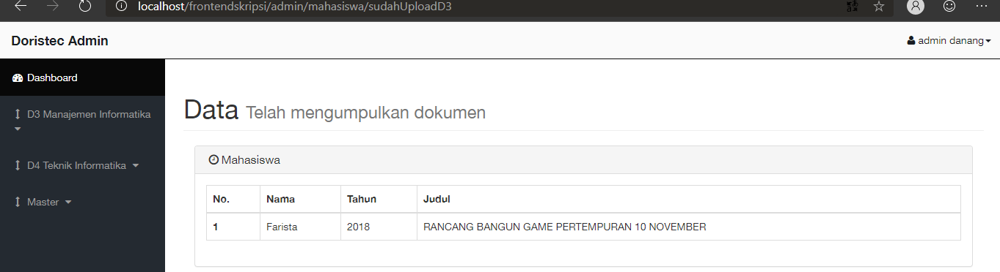 localhost/frontendskripsi/admin/mahasiswa/sudahUploadD3
Doristec Admin
admin danang
Dashboard
D3 Manajemen Informatika
D4 Teknik Informatika
Master
Data Telah mengumpulkan dokumen
Mahasiswa
No. Nama Tahun Judul
1 Farista 2018 RANCANG BANGUN GAME PERTEMPURAN 10 NOVEMBER